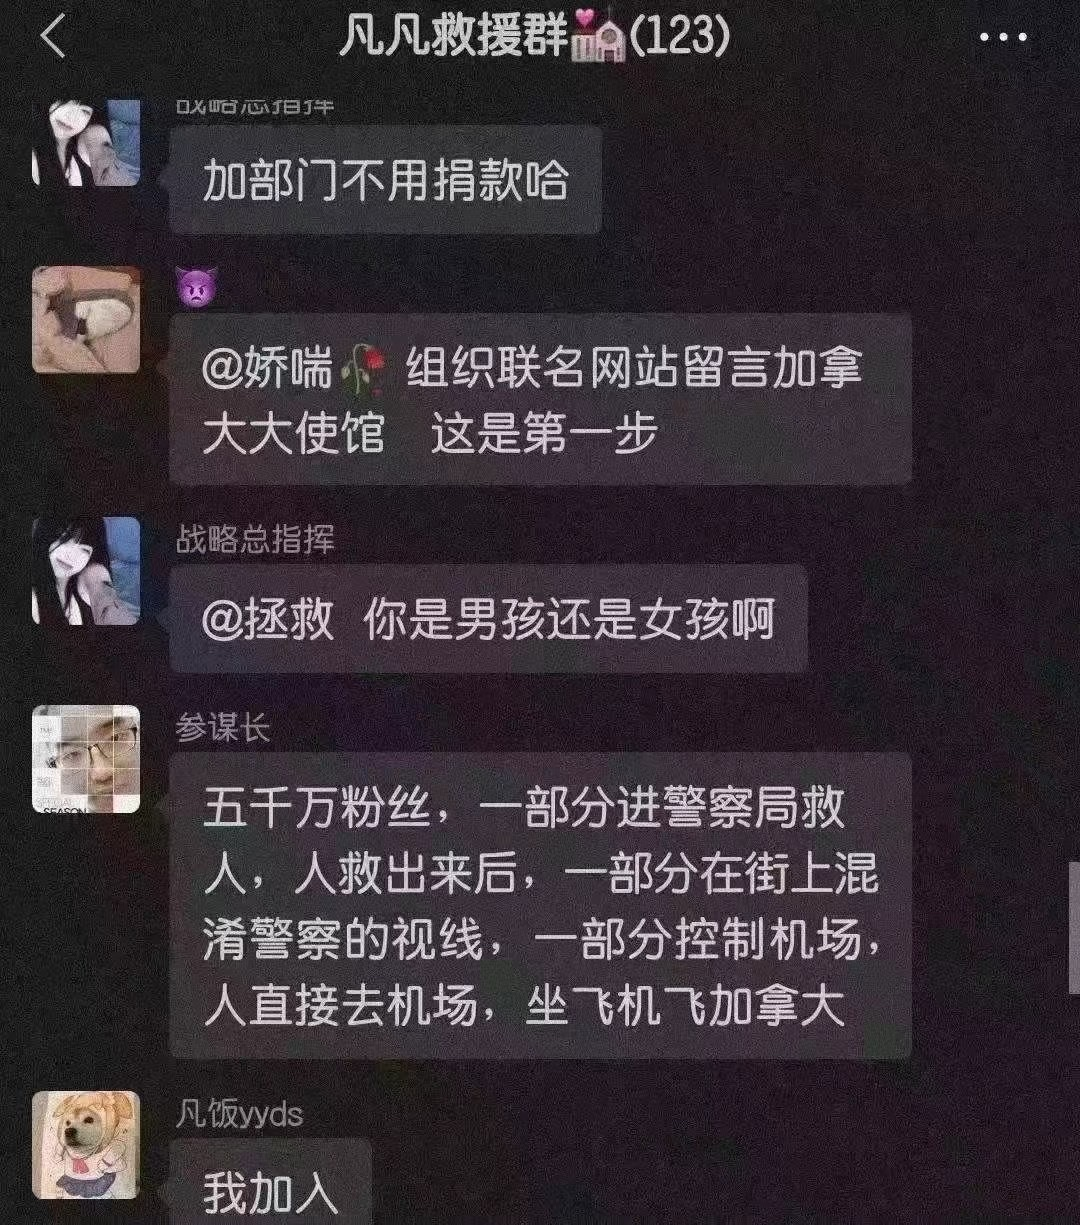 凡凡救援群💒(123)
战略总指挥
加部门不用捐款哈
😈
@娇喘🥀 组织联名网站留言加拿
大大使馆 这是第一步
战略总指挥
@拯救 你是男孩还是女孩啊
参谋长
五千万粉丝，一部分进警察局救
人，人救出来后，一部分在街上混
淆警察的视线，一部分控制机场，
人直接去机场，坐飞机飞加拿大
SEASON
凡饭yyds
我加入